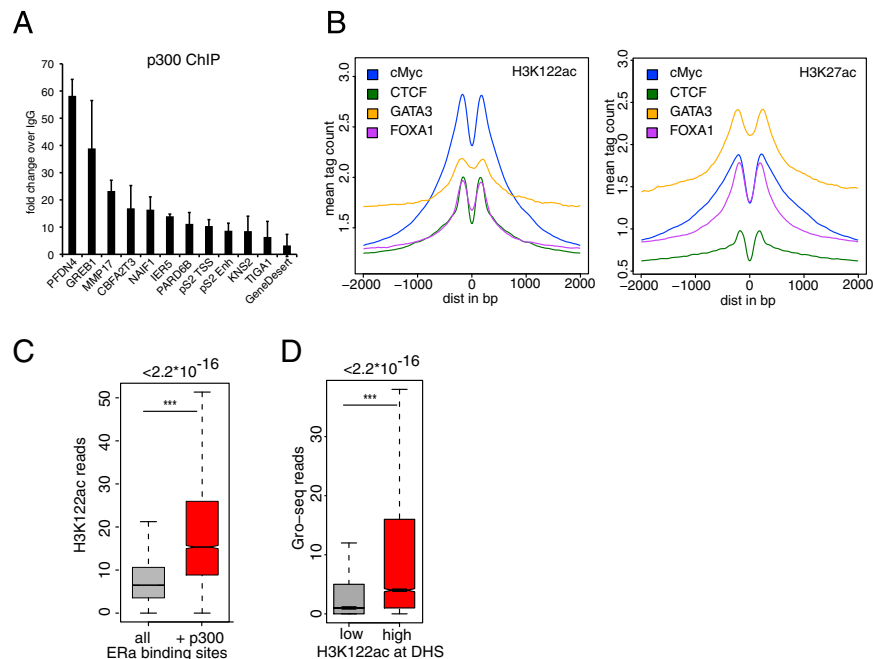 A
p300 ChIP
fold change over IgG
70
60
50
40
30
20
10
0
PFDN4
GREB1
MMP17
CBFA2T3
NAIF1
IER5
PARD6B
pS2 TSS
pS2 Enh
KNS2
TIGA1
GeneDesert
B
cMyc
CTCF
GATA3
FOXA1
H3K122ac
mean tag count
3.0
2.5
2.0
1.5
−2000
−1000
0
1000
2000
dist in bp
cMyc
CTCF
GATA3
FOXA1
H3K27ac
mean tag count
3.0
2.5
2.0
1.5
1.0
0.5
−2000
−1000
0
1000
2000
dist in bp
C
<2.2*10-16
***
H3K122ac reads
50
40
30
20
10
0
all + p300
ERa binding sites
D
<2.2*10-16
***
Gro−seq reads
30
20
10
0
low high
H3K122ac at DHS